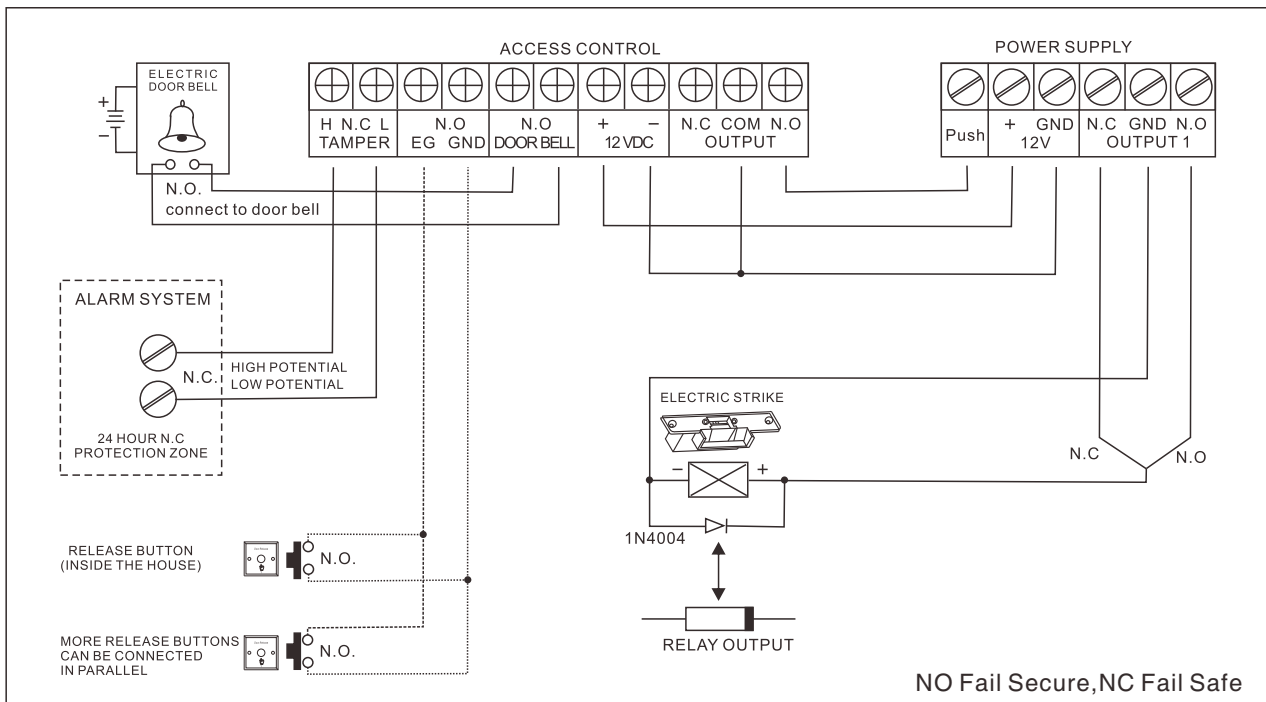 ACCESS CONTROL
POWER SUPPLY
ELECTRIC
DOOR BELL
+
−
H N.C L
TAMPER
N.O
EG GND
N.O
DOOR BELL
+ −
12VDC
N.C COM N.O
OUTPUT
Push
+ GND
12V
N.C GND N.O
OUTPUT 1
N.O.
connect to door bell
ALARM SYSTEM
N.C.
HIGH POTENTIAL
LOW POTENTIAL
24 HOUR N.C
PROTECTION ZONE
ELECTRIC STRIKE
− +
N.C
N.O
1N4004
RELAY OUTPUT
RELEASE BUTTON
(INSIDE THE HOUSE)
N.O.
MORE RELEASE BUTTONS
CAN BE CONNECTED
IN PARALLEL
N.O.
NO Fail Secure,NC Fail Safe